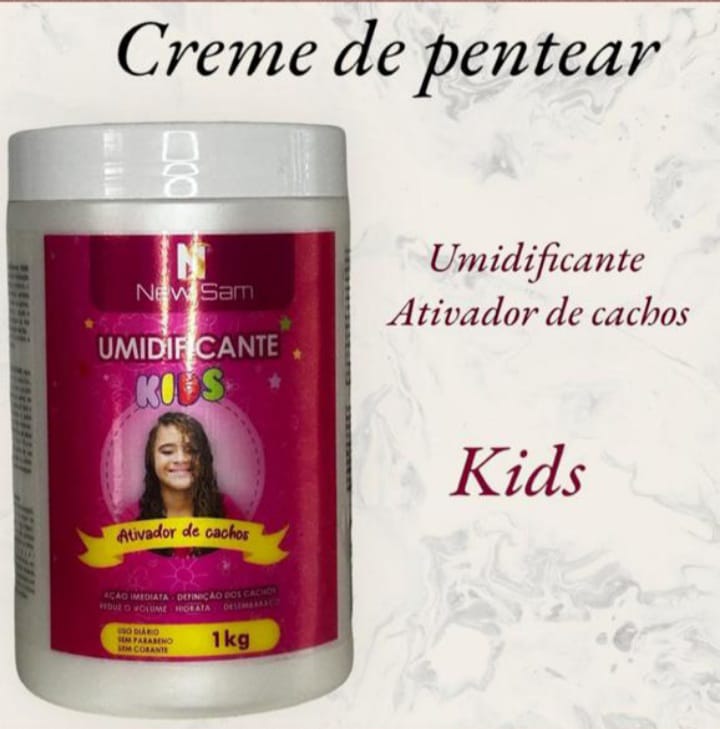 Creme de pentear
Umidificante
Ativador de cachos
Kids
N
New Sam
UMIDIFICANTE
KIDS
Ativador de cachos
AÇÃO IMEDIATA - DEFINIÇÃO DOS CACHOS
REDUZ O VOLUME - HIDRATA - DESEMBARAÇO
USO DIÁRIO
SEM PARABENO
SEM CORANTE
1kg